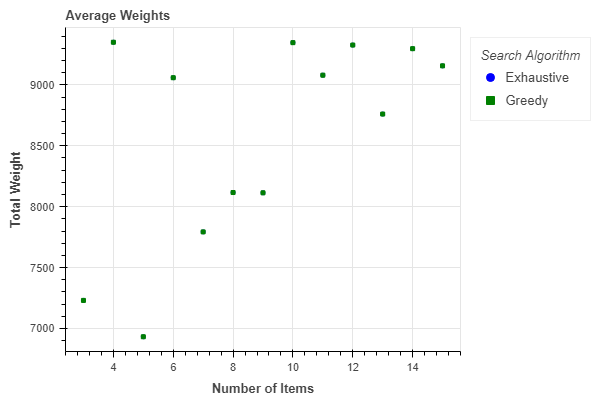 Average Weights
Search Algorithm
Exhaustive
Greedy
9000
8500
8000
7500
7000
Total Weight
4 6 8 10 12 14
Number of Items